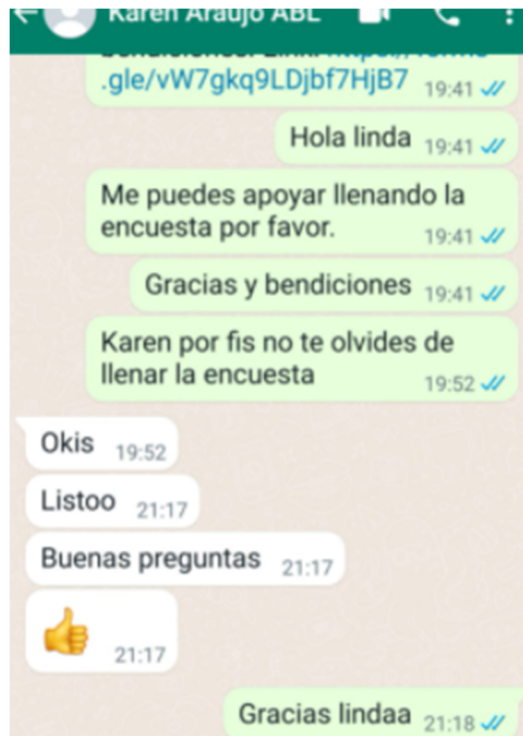 Karen Araujo ABL
.gle/vW7gkq9LDjbf7HjB7 19:41
Hola linda 19:41
Me puedes apoyar llenando la
encuesta por favor. 19:41
Gracias y bendiciones 19:41
Karen por fis no te olvides de
llenar la encuesta 19:52
Okis 19:52
Listoo 21:17
Buenas preguntas 21:17
21:17
Gracias lindaa 21:18